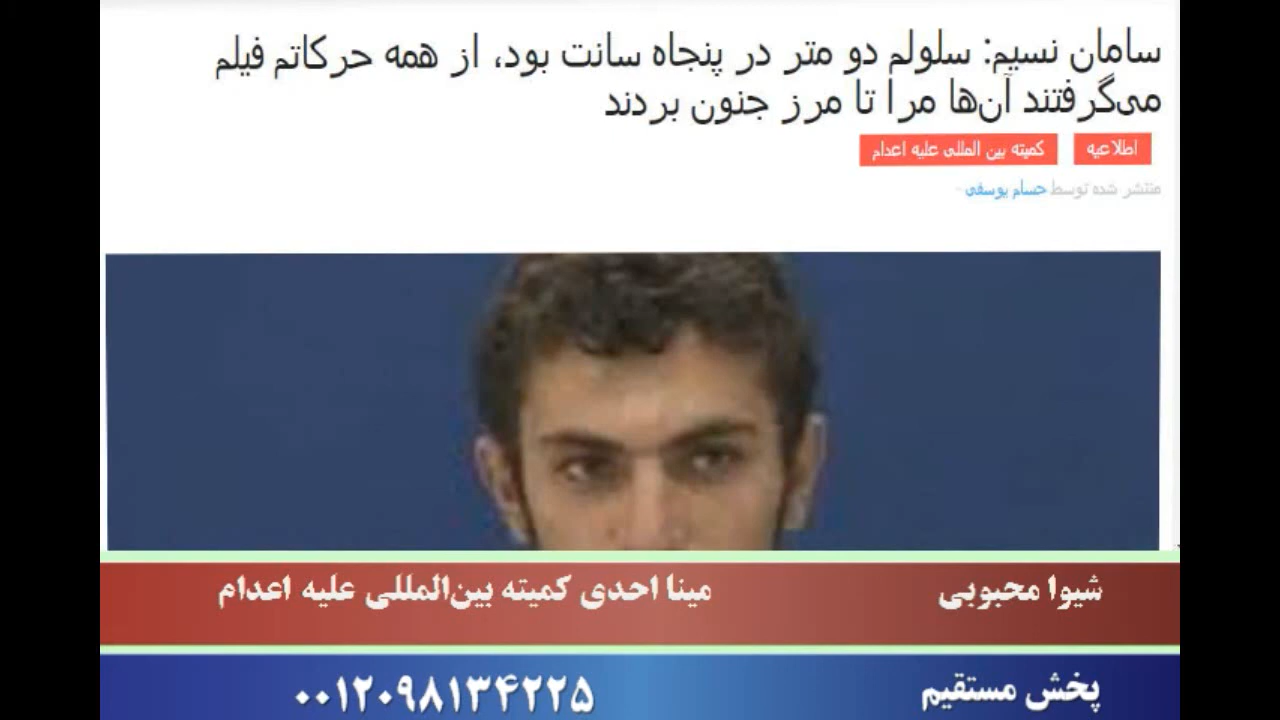 سامان نسیم: سلولم دو متر در پنجاه سانت بود، از همه حرکاتم فیلم
می‌گرفتند آن‌ها مرا تا مرز جنون بردند
اطلاعیه کمیته بین المللی علیه اعدام
منتشر شده توسط حسام یوسفی -
شیوا محبوبی مینا احدی کمیته بین‌المللی علیه اعدام
پخش مستقیم ۰۰۱۲۰۹۸۱۳۴۲۲۵